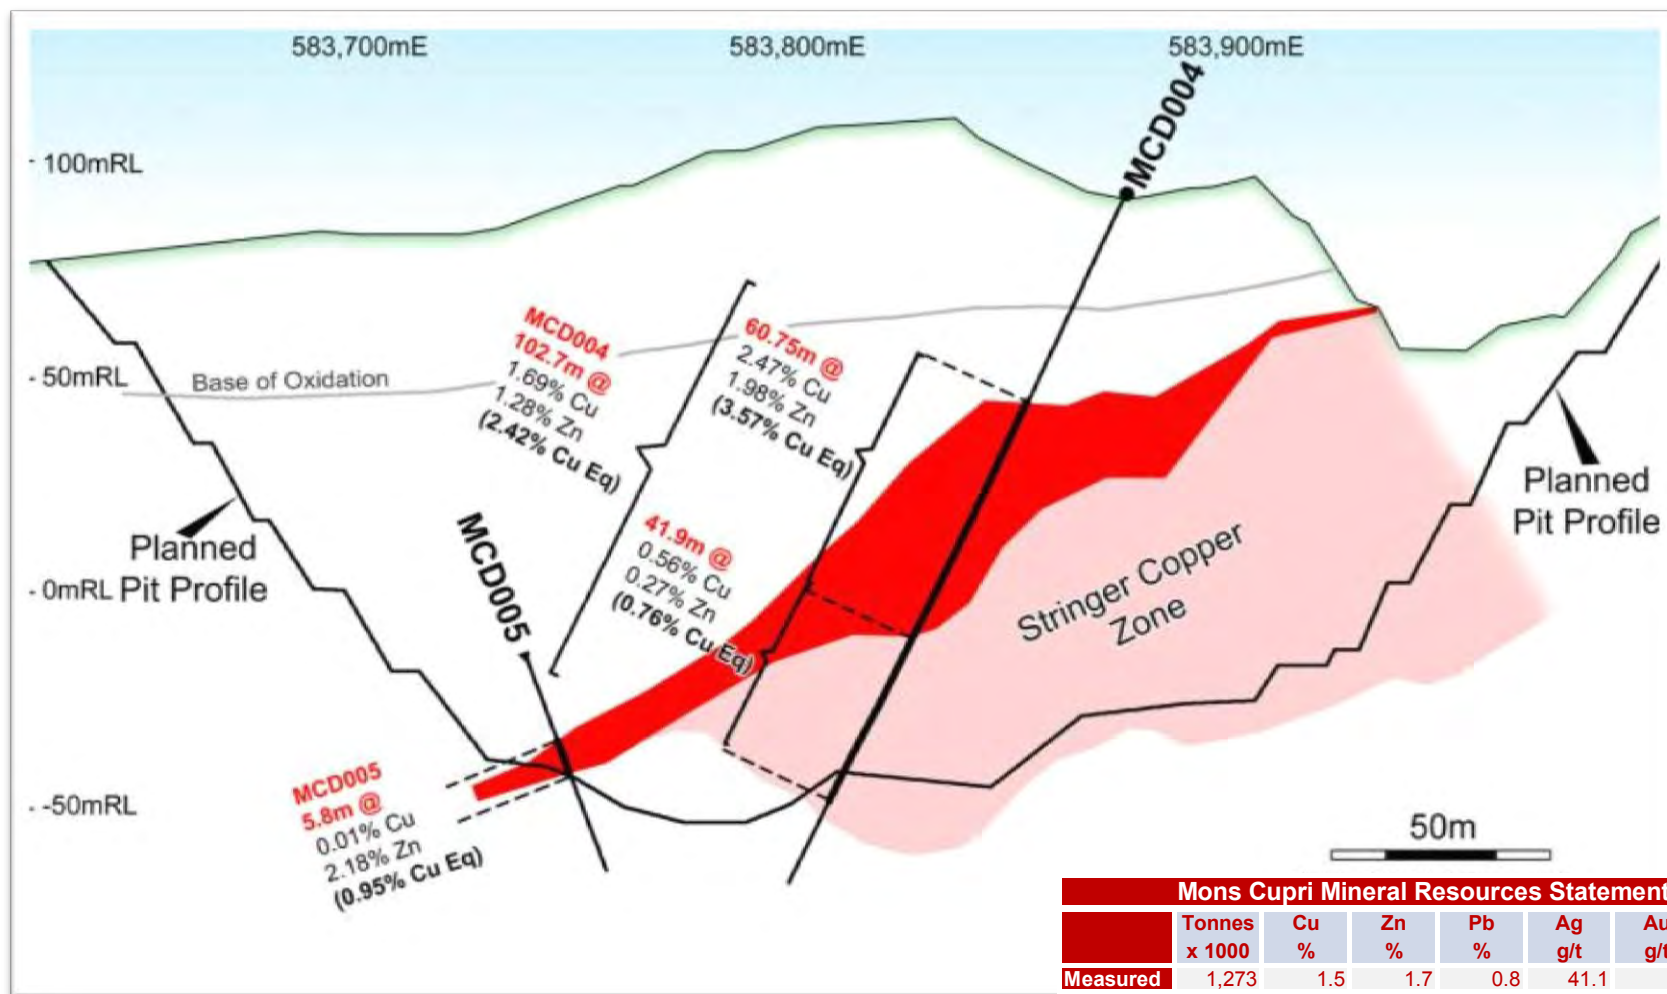 583,700mE
583,800mE
583,900mE
MCD004
100mRL
50mRL
Base of Oxidation
MCD004
102.7m @
1.69% Cu
1.28% Zn
(2.42% Cu Eq)
60.75m @
2.47% Cu
1.98% Zn
(3.57% Cu Eq)
Planned
Pit Profile
MCD005
41.9m @
0.56% Cu
0.27% Zn
(0.76% Cu Eq)
Planned
Pit Profile
0mRL
Stringer Copper
Zone
-50mRL
MCD005
5.8m @
0.01% Cu
2.18% Zn
(0.95% Cu Eq)
50m
Mons Cupri Mineral Resources Statement
Tonnes Cu Zn Pb Ag Au
x 1000 % % % g/t g/t
Measured 1,273 1.5 1.7 0.8 41.1